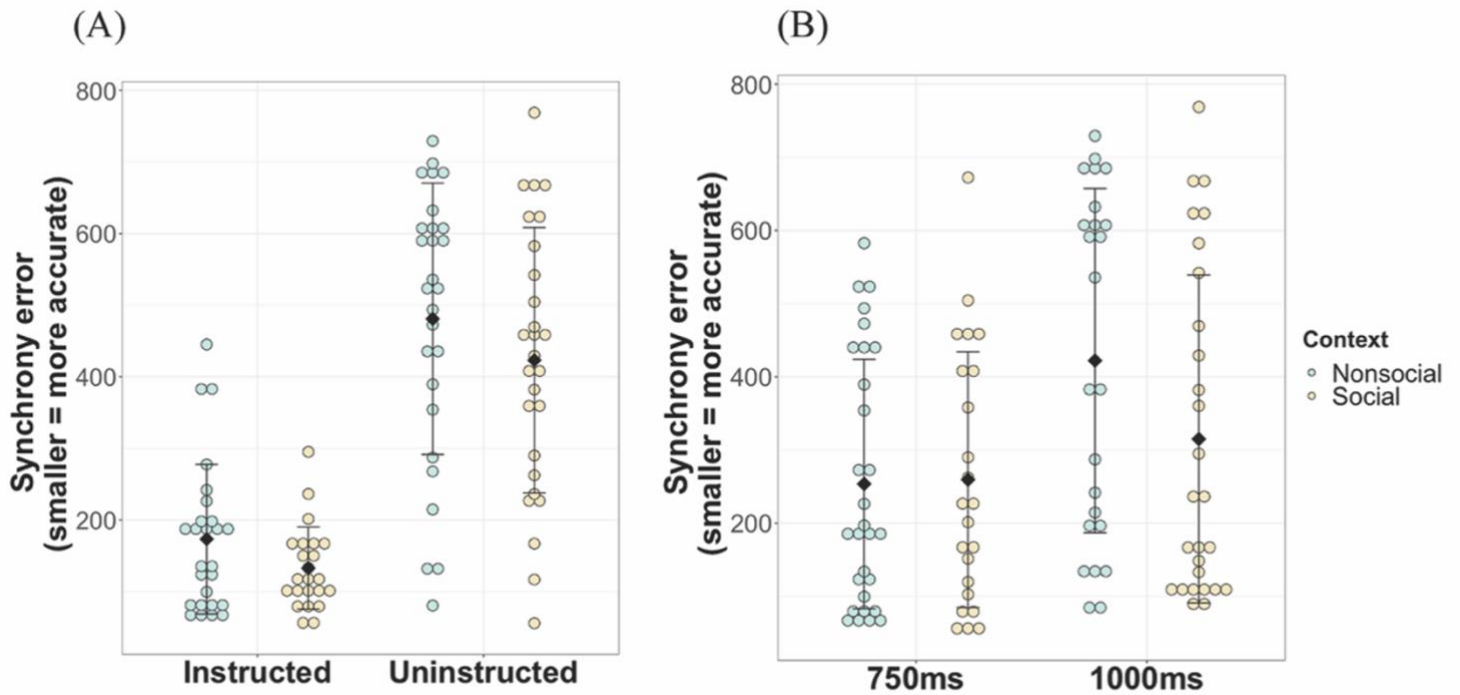 (A)
Synchrony error
(smaller = more accurate)
800
600
400
200
Instructed
Uninstructed
(B)
Synchrony error
(smaller = more accurate)
800
600
400
200
750ms
1000ms
Context
Nonsocial
Social